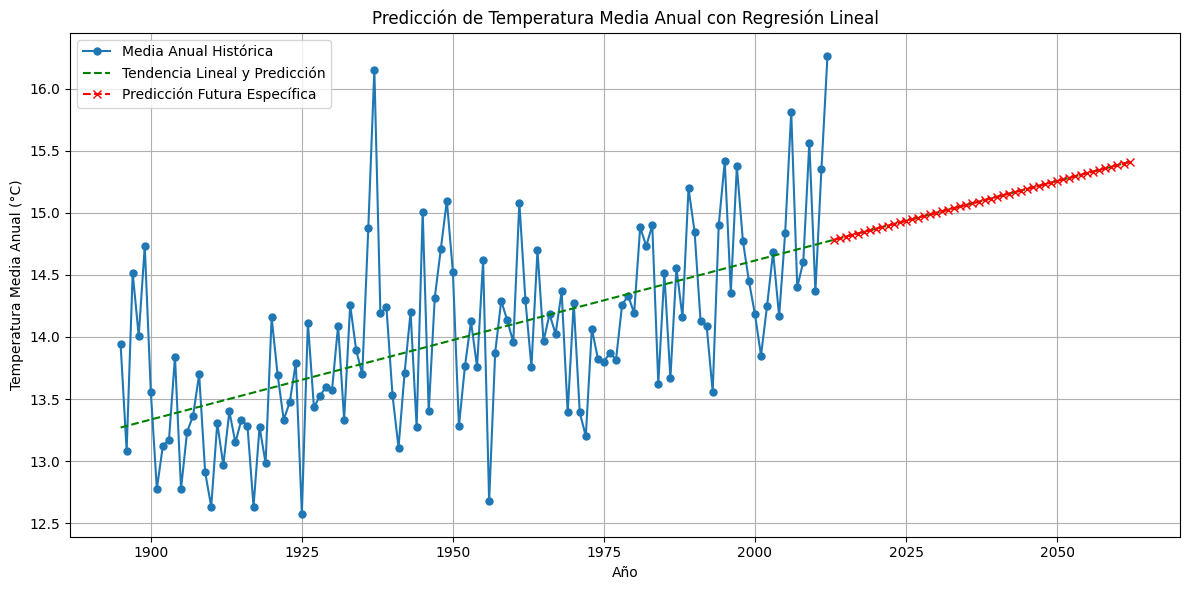 Predicción de Temperatura Media Anual con Regresión Lineal
Media Anual Histórica
Tendencia Lineal y Predicción
Predicción Futura Específica
Temperatura Media Anual (°C)
16.0
15.5
15.0
14.5
14.0
13.5
13.0
12.5
1900
1925
1950
1975
2000
2025
2050
Año